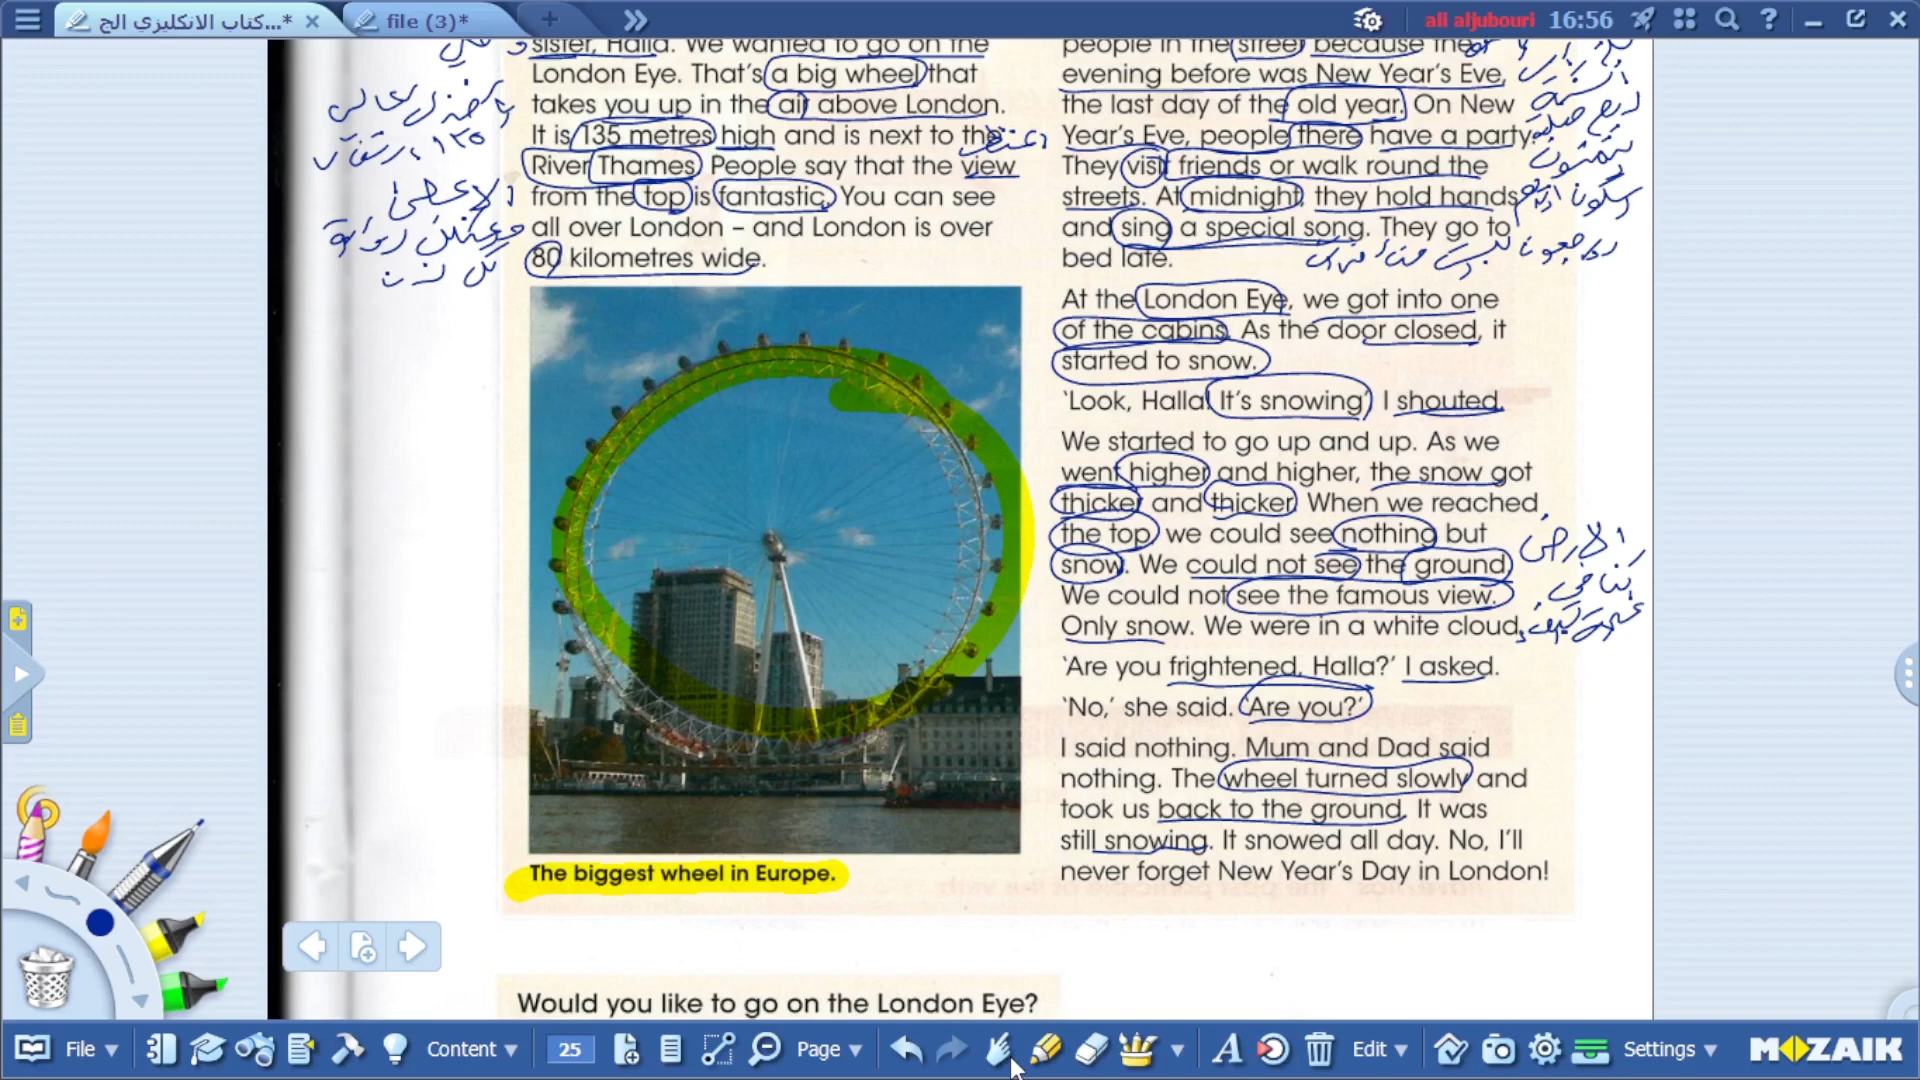 كتاب الانكليزي الح...*
file (3)*
ali aljubouri 16:56
sister, Halla. We wanted to go on the
London Eye. That's a big wheel that
takes you up in the air above London.
It is 135 metres high and is next to the
River Thames. People say that the view
from the top is fantastic. You can see
all over London – and London is over
80 kilometres wide.
The biggest wheel in Europe.
people in the street because the
evening before was New Year's Eve,
the last day of the old year. On New
Year's Eve, people there have a party.
They visit friends or walk round the
streets. At midnight, they hold hands
and sing a special song. They go to
bed late.
At the London Eye, we got into one
of the cabins. As the door closed, it
started to snow.
'Look, Halla! It's snowing' I shouted.
We started to go up and up. As we
went higher and higher, the snow got
thicker and thicker. When we reached
the top we could see nothing but
snow. We could not see the ground.
We could not see the famous view.
Only snow. We were in a white cloud.
'Are you frightened, Halla?' I asked.
'No,' she said. 'Are you?'
I said nothing. Mum and Dad said
nothing. The wheel turned slowly and
took us back to the ground. It was
still snowing. It snowed all day. No, I'll
never forget New Year's Day in London!
Would you like to go on the London Eye?
File Content 25 Page Edit Settings MOZAIK